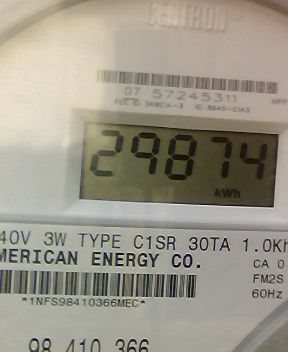 CENTRON
07 57245311
29874
kWh
40V 3W TYPE C1SR 30TA 1.0Kh
MERICAN ENERGY CO.
CA 0
FM2S
60Hz
*1NFS98410366MEC*
98 410 366